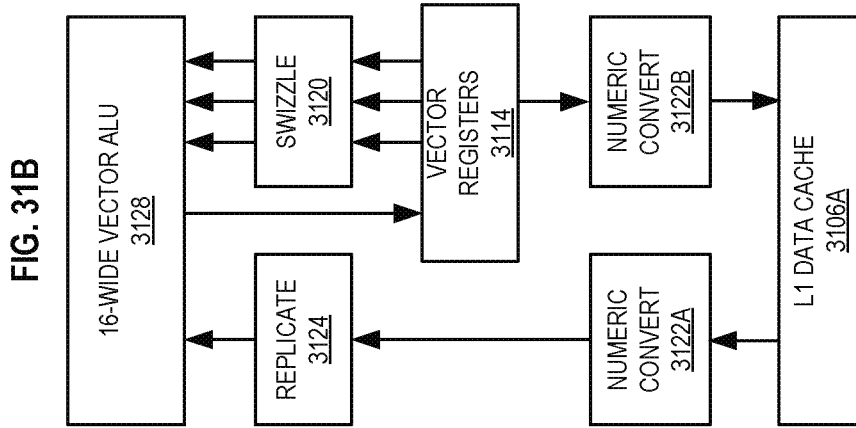 FIG. 31B
16-WIDE VECTOR ALU
3128
REPLICATE
3124
SWIZZLE
3120
VECTOR
REGISTERS
3114
NUMERIC
CONVERT
3122A
NUMERIC
CONVERT
3122B
L1 DATA CACHE
3106A